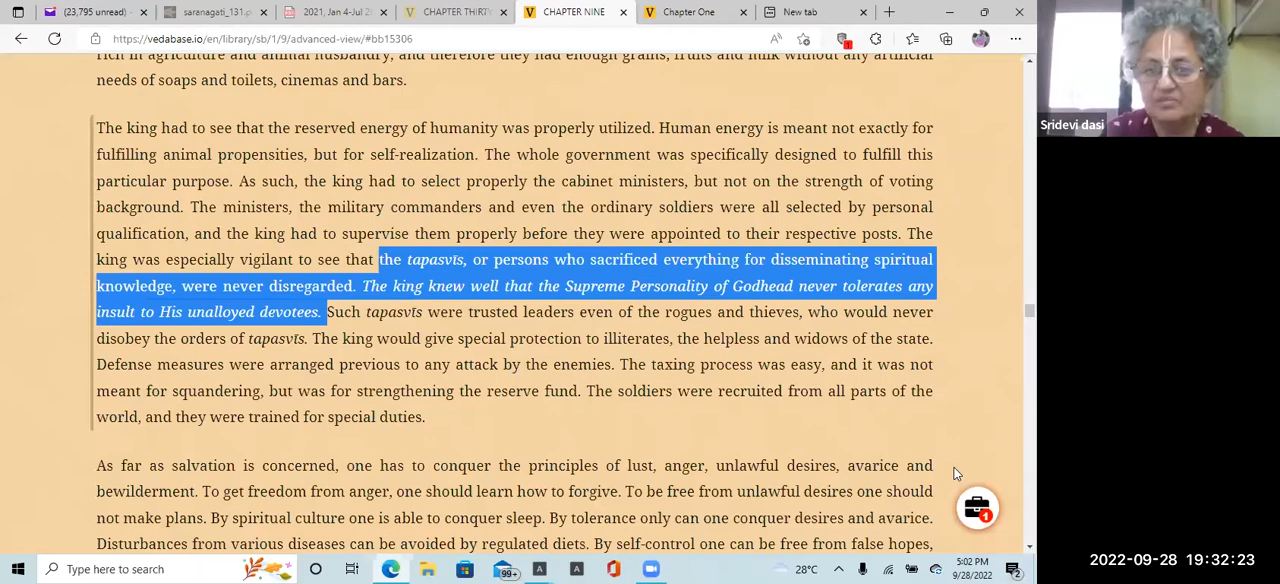 (23,795 unread) -
saranagati_131.p
2021, Jan 4-Jul 2
CHAPTER THIRT
CHAPTER NINE
Chapter One
New tab
https://vedabase.io/en/library/sb/1/9/advanced-view/#bb15306
rich in agriculture and animal husbandry, and therefore they had enough grains, fruits and milk without any artificial
needs of soaps and toilets, cinemas and bars.
The king had to see that the reserved energy of humanity was properly utilized. Human energy is meant not exactly for
fulfilling animal propensities, but for self-realization. The whole government was specifically designed to fulfill this
particular purpose. As such, the king had to select properly the cabinet ministers, but not on the strength of voting
background. The ministers, the military commanders and even the ordinary soldiers were all selected by personal
qualification, and the king had to supervise them properly before they were appointed to their respective posts. The
king was especially vigilant to see that the tapasvīs, or persons who sacrificed everything for disseminating spiritual
knowledge, were never disregarded. The king knew well that the Supreme Personality of Godhead never tolerates any
insult to His unalloyed devotees. Such tapasvīs were trusted leaders even of the rogues and thieves, who would never
disobey the orders of tapasvīs. The king would give special protection to illiterates, the helpless and widows of the state.
Defense measures were arranged previous to any attack by the enemies. The taxing process was easy, and it was not
meant for squandering, but was for strengthening the reserve fund. The soldiers were recruited from all parts of the
world, and they were trained for special duties.
As far as salvation is concerned, one has to conquer the principles of lust, anger, unlawful desires, avarice and
bewilderment. To get freedom from anger, one should learn how to forgive. To be free from unlawful desires one should
not make plans. By spiritual culture one is able to conquer sleep. By tolerance only can one conquer desires and avarice.
Disturbances from various diseases can be avoided by regulated diets. By self-control one can be free from false hopes,
1
Sridevi dasi
Type here to search
99+
28°C
5:02 PM
9/28/2022
2
2022-09-28 19:32:23